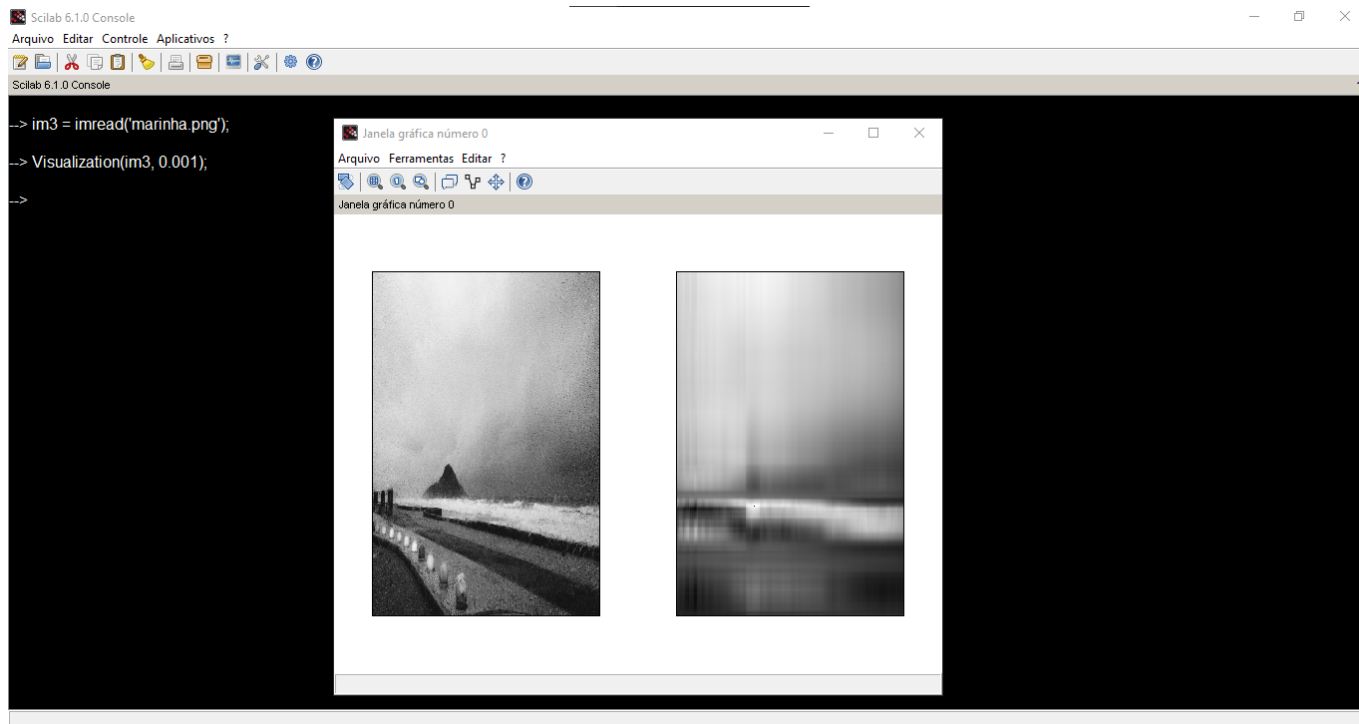 Scilab 6.1.0 Console
Arquivo Editar Controle Aplicativos ?
Scilab 6.1.0 Console
--> im3 = imread('marinha.png');
--> Visualization(im3, 0.001);
-->
Janela gráfica número 0
Arquivo Ferramentas Editar ?
Janela gráfica número 0